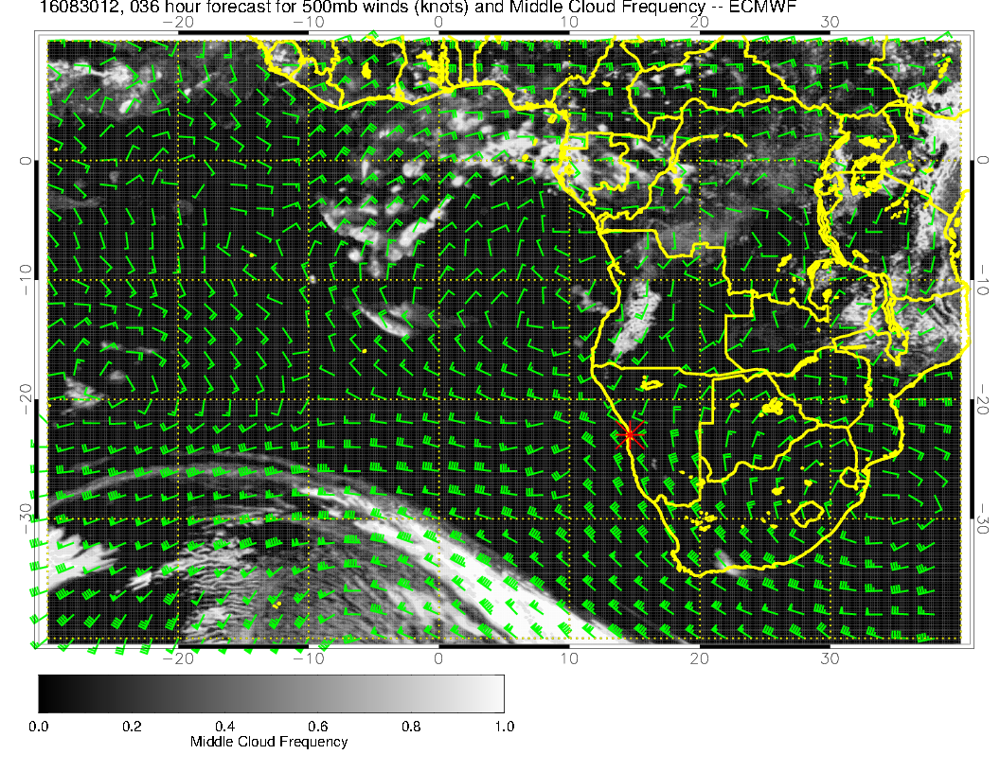 16083012, 036 hour forecast for 500mb winds (knots) and Middle Cloud Frequency -- ECMWF
−20 −10 0 10 20 30
0 0
−10 −10
−20 −20
−30 −30
−20 −10 0 10 20 30
0.0 0.2 0.4 0.6 0.8 1.0
Middle Cloud Frequency